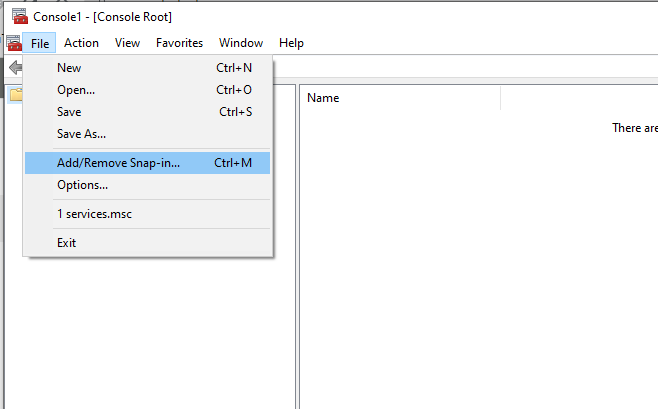 Console1 - [Console Root]
File Action View Favorites Window Help
New Ctrl+N
Open... Ctrl+O
Save Ctrl+S
Save As...
Add/Remove Snap-in... Ctrl+M
Options...
1 services.msc
Exit
Name
There are